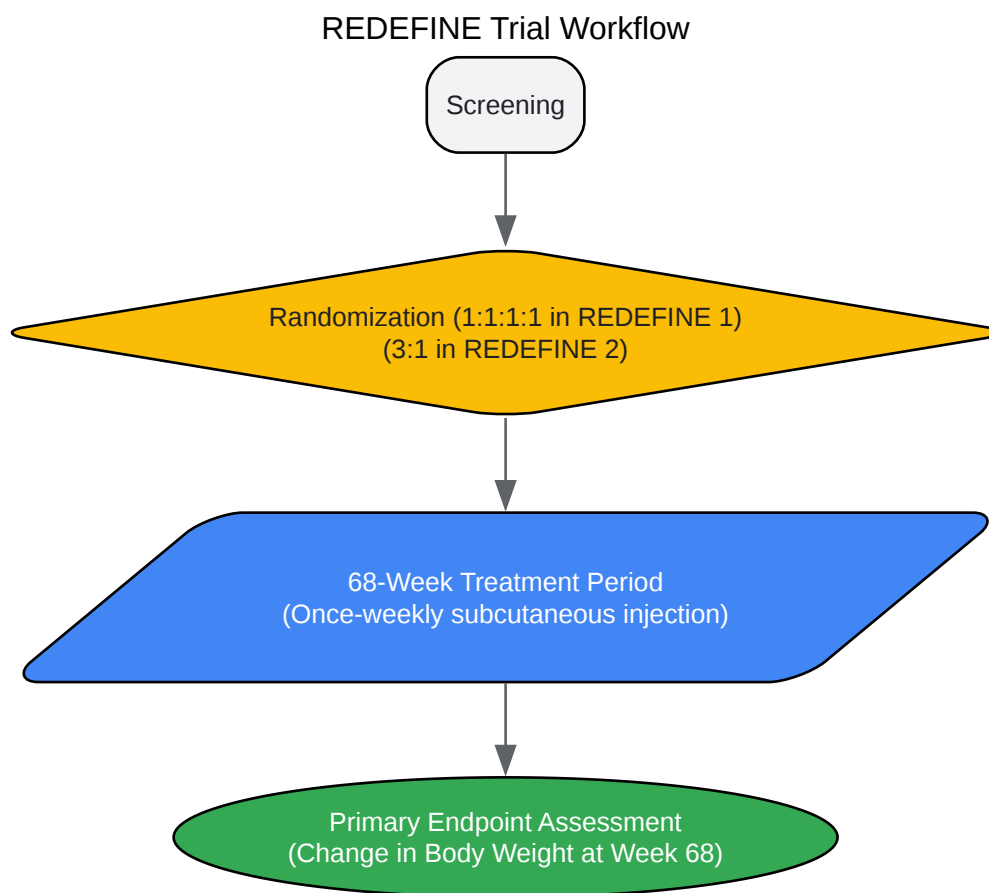 REDEFINE Trial Workflow
Screening
Randomization (1:1:1:1 in REDEFINE 1)
(3:1 in REDEFINE 2)
68-Week Treatment Period
(Once-weekly subcutaneous injection)
Primary Endpoint Assessment
(Change in Body Weight at Week 68)